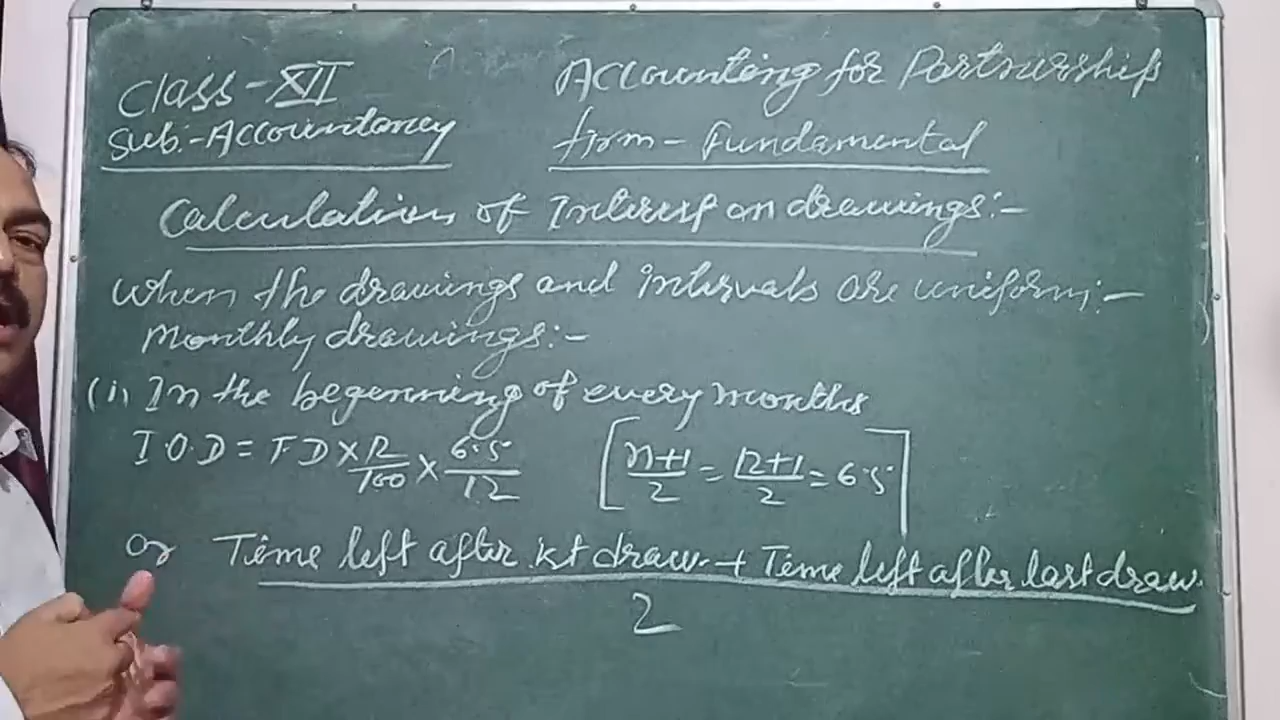 Class-XII
Sub:-Accountancy
Accounting for Partnership
firm - Fundamental
Calculation of Interest on drawings:-
When the drawings and intervals are uniform:-
Monthly drawings:-
(i) In the beginning of every months
I.O.D = T D × R/100 × 6.5/12 [n+1/2 = 12+1/2 = 6.5]
Or Time left after ist draw. + Time left after last draw.
2